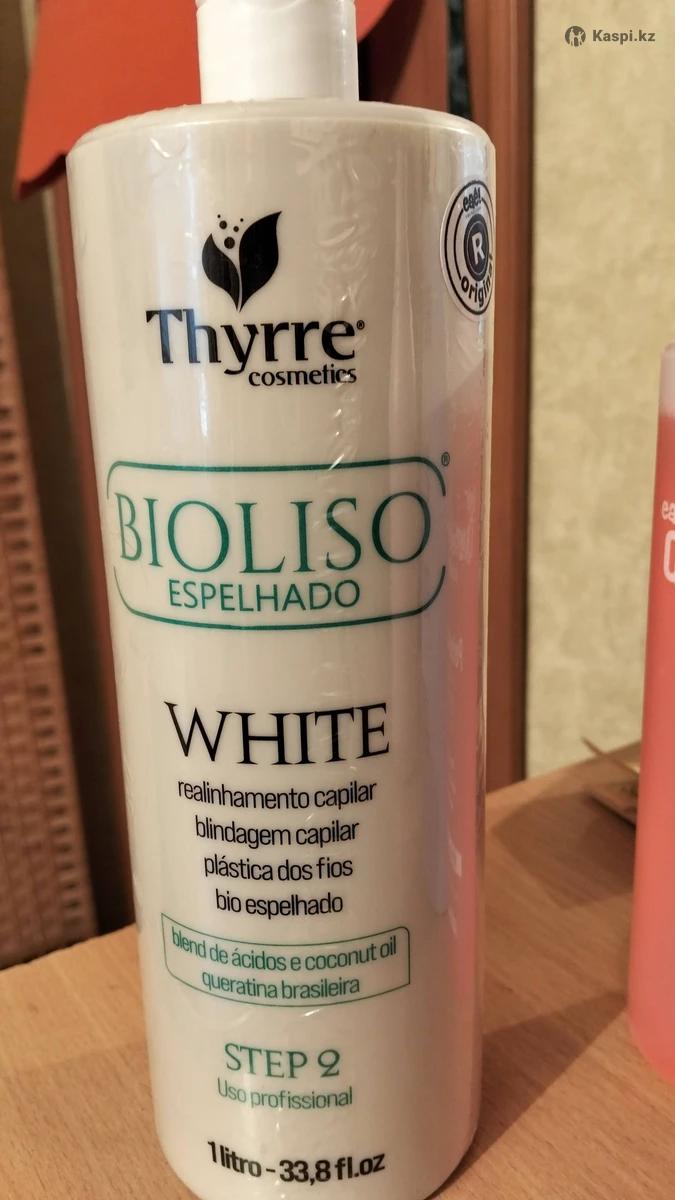 Kaspi.kz
eqêt
R
original
Thyrre®
cosmetics
BIOLISO®
ESPELHADO
WHITE
realinhamento capilar
blindagem capilar
plástica dos fios
bio espelhado
blend de ácidos e coconut oil
queratina brasileira
STEP 2
Uso profissional
1 litro - 33,8 fl.oz